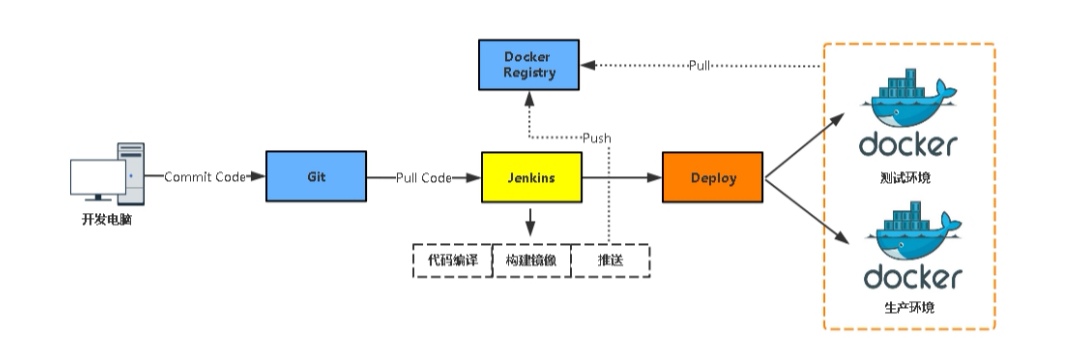 Docker
Registry
Pull
Push
docker
测试环境
Commit Code
Git
Pull Code
Jenkins
Deploy
开发电脑
代码编译
构建镜像
推送
docker
生产环境